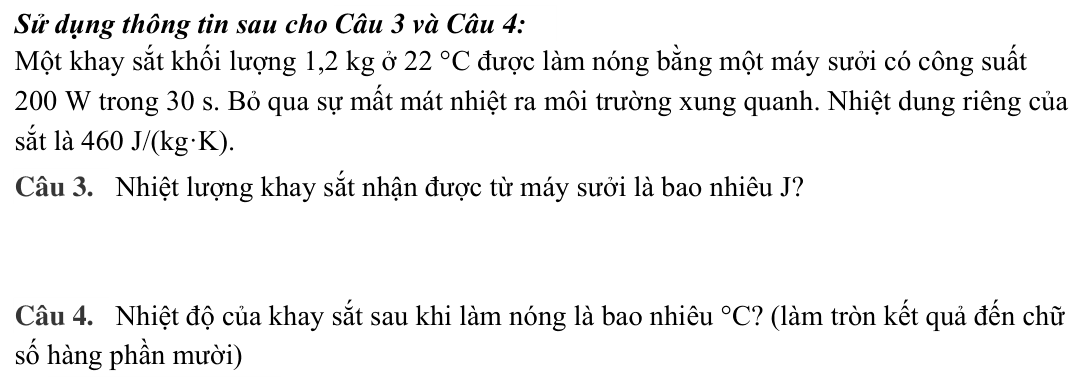 Sử dụng thông tin sau cho Câu 3 và Câu 4:
Một khay sắt khối lượng 1,2 kg ở 22 °C được làm nóng bằng một máy sưởi có công suất
200 W trong 30 s. Bỏ qua sự mất mát nhiệt ra môi trường xung quanh. Nhiệt dung riêng của
sắt là 460 J/(kg·K).
Câu 3. Nhiệt lượng khay sắt nhận được từ máy sưởi là bao nhiêu J?
Câu 4. Nhiệt độ của khay sắt sau khi làm nóng là bao nhiêu °C? (làm tròn kết quả đến chữ
số hàng phần mười)